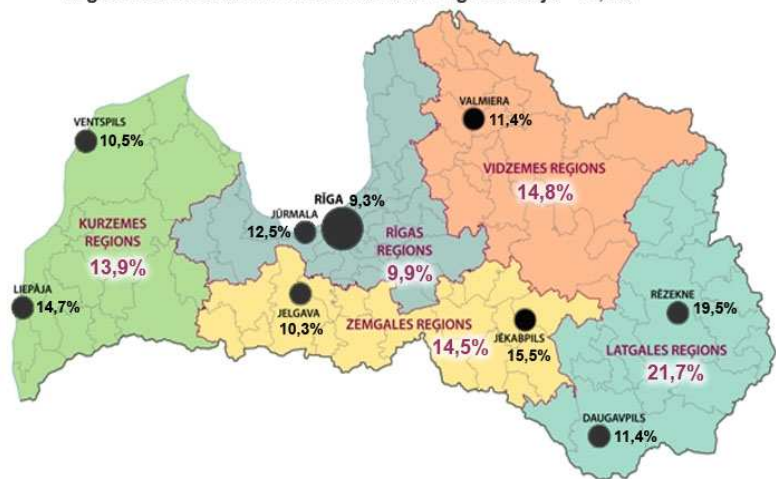 VENTSPILS
10,5%
VALMIERA
11,4%
VIDZEMES REĢIONS
14,8%
RĪGA 9,3%
JŪRMALA
12,5%
KURZEMES
REĢIONS
13,9%
RĪGAS
REĢIONS
9,9%
LIEPĀJA
14,7%
JELGAVA
10,3%
ZEMGALES REĢIONS
14,5%
JĒKABPILS
15,5%
RĒZEKNE
19,5%
LATGALES REĢIONS
21,7%
DAUGAVPILS
11,4%